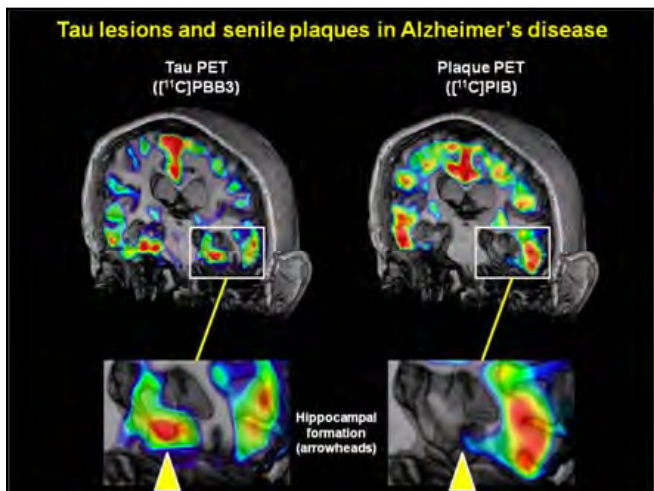 Tau lesions and senile plaques in Alzheimer's disease
Tau PET
([¹¹C]PBB3)
Plaque PET
([¹¹C]PIB)
Hippocampal
formation
(arrowheads)